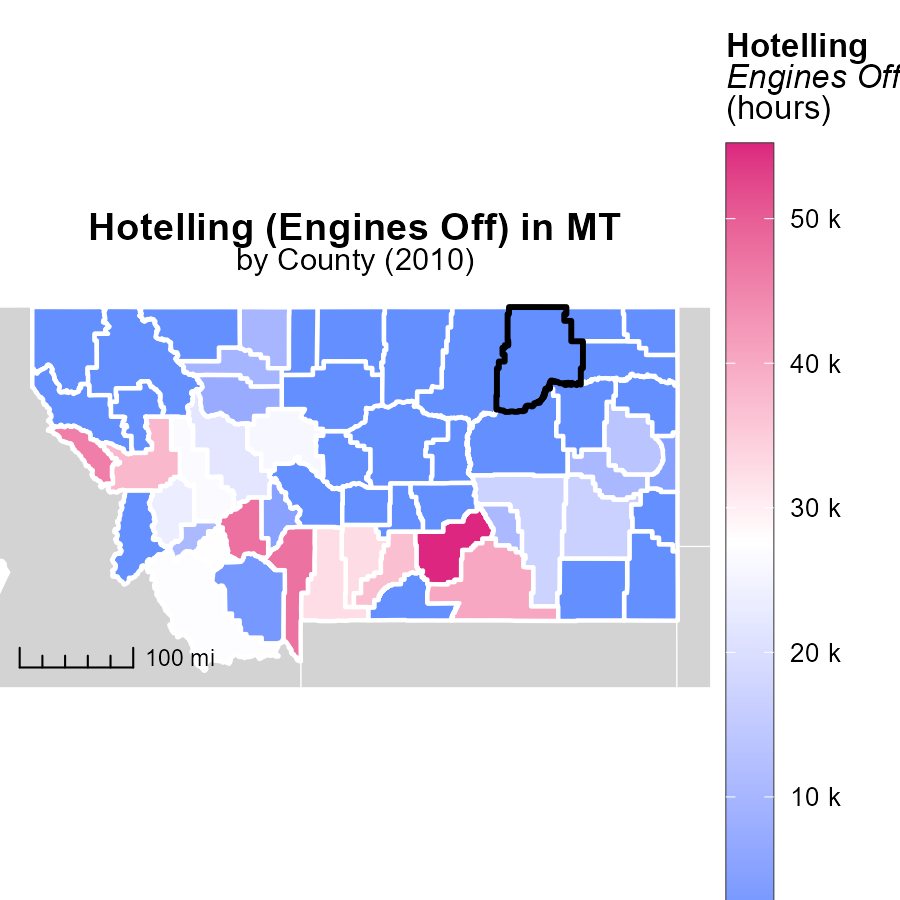 Hotelling
Engines Off
(hours)
Hotelling (Engines Off) in MT
by County (2010)
50 k
40 k
30 k
20 k
10 k
100 mi